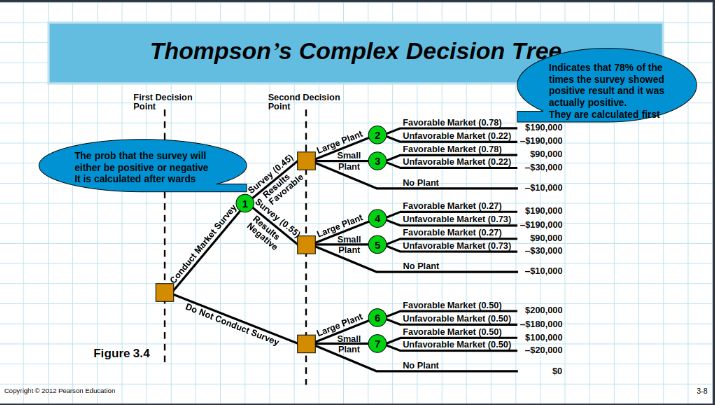 Thompson's Complex Decision Tree
Indicates that 78% of the
times the survey showed
positive result and it was
actually positive.
They are calculated first
First Decision
Point
Second Decision
Point
The prob that the survey will
either be positive or negative
It is calculated after wards
Favorable Market (0.78)
$190,000
Unfavorable Market (0.22)
–$190,000
Favorable Market (0.78)
$90,000
Unfavorable Market (0.22)
–$30,000
No Plant
–$10,000
Large Plant
2
Small
Plant
3
Survey (0.45)
Results
Favorable
1
Survey (0.55)
Results
Negative
Favorable Market (0.27)
$190,000
Unfavorable Market (0.73)
–$190,000
Favorable Market (0.27)
$90,000
Unfavorable Market (0.73)
–$30,000
No Plant
–$10,000
Large Plant
4
Small
Plant
5
Conduct Market Survey
Do Not Conduct Survey
Favorable Market (0.50)
$200,000
Unfavorable Market (0.50)
–$180,000
Favorable Market (0.50)
$100,000
Unfavorable Market (0.50)
–$20,000
No Plant
$0
Large Plant
6
Small
Plant
7
Figure 3.4
Copyright © 2012 Pearson Education
3-8